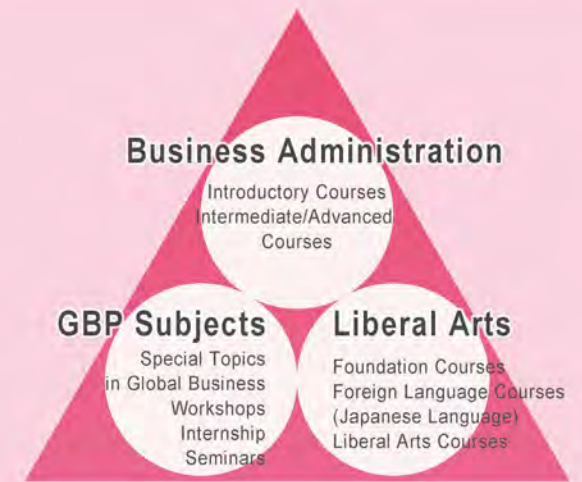 Business Administration
Introductory Courses
Intermediate/Advanced
Courses
GBP Subjects
Special Topics
in Global Business
Workshops
Internship
Seminars
Liberal Arts
Foundation Courses
Foreign Language Courses
(Japanese Language)
Liberal Arts Courses